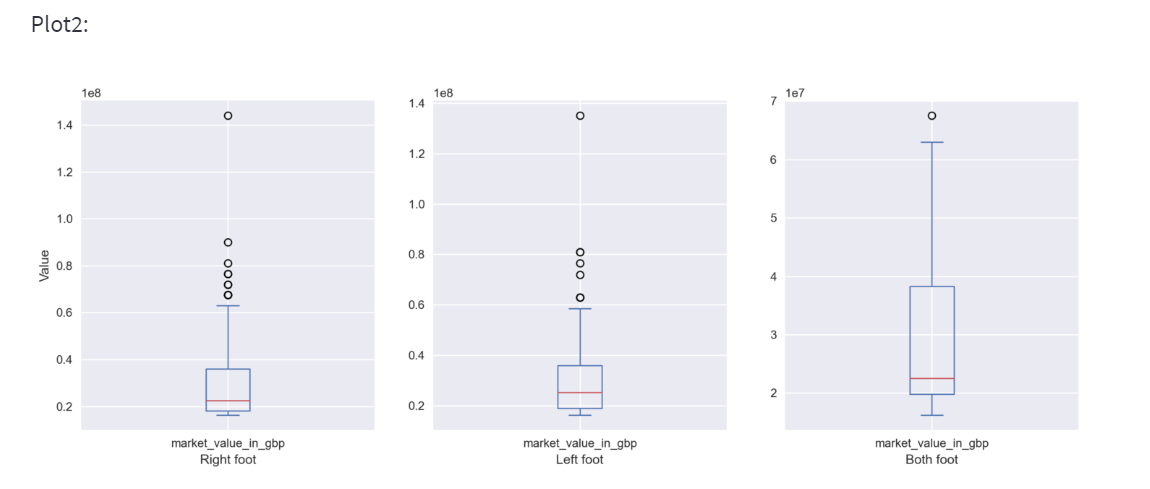 Plot2:
1e8
1.4
1.2
1.0
0.8
0.6
0.4
0.2
Value
market_value_in_gbp
Right foot
1e8
1.4
1.2
1.0
0.8
0.6
0.4
0.2
market_value_in_gbp
Left foot
1e7
7
6
5
4
3
2
market_value_in_gbp
Both foot